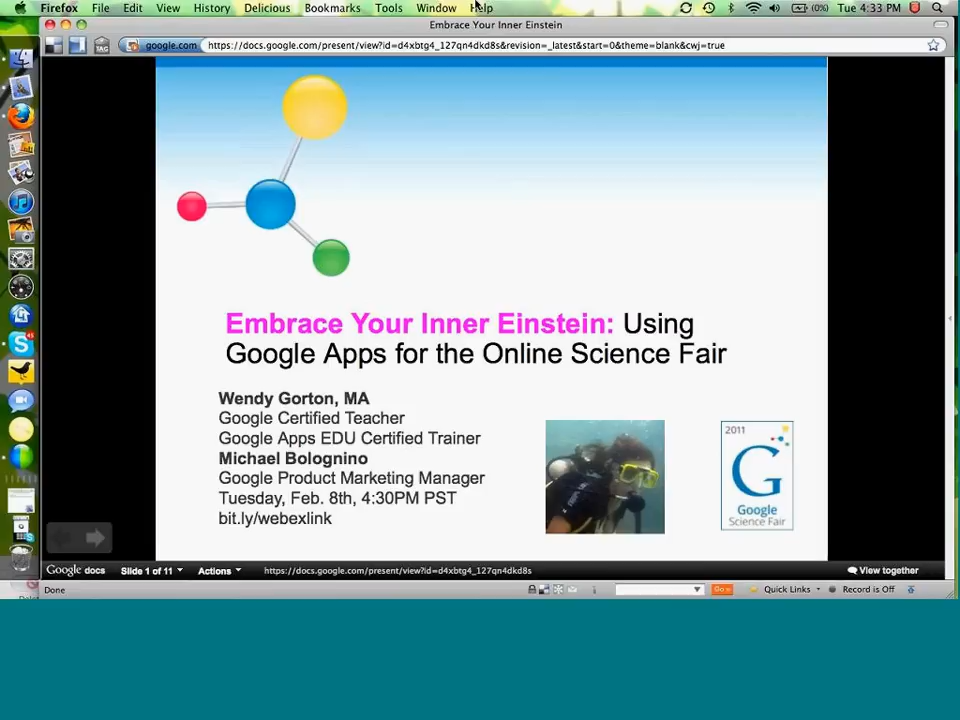 Firefox File Edit View History Delicious Bookmarks Tools Window Help (0%) Tue 4:33 PM
Embrace Your Inner Einstein
TAG google.com https://docs.google.com/present/view?id=d4xbtg4_127qn4dkd8s&revision=_latest&start=0&theme=blank&cwj=true
Embrace Your Inner Einstein: Using
Google Apps for the Online Science Fair
Wendy Gorton, MA
Google Certified Teacher
Google Apps EDU Certified Trainer
Michael Bolognino
Google Product Marketing Manager
Tuesday, Feb. 8th, 4:30PM PST
bit.ly/webexlink
2011
G
Google
Science Fair
Google docs Slide 1 of 11 Actions https://docs.google.com/present/view?id=d4xbtg4_127qn4dkd8s View together
Done Go Quick Links Record is Off